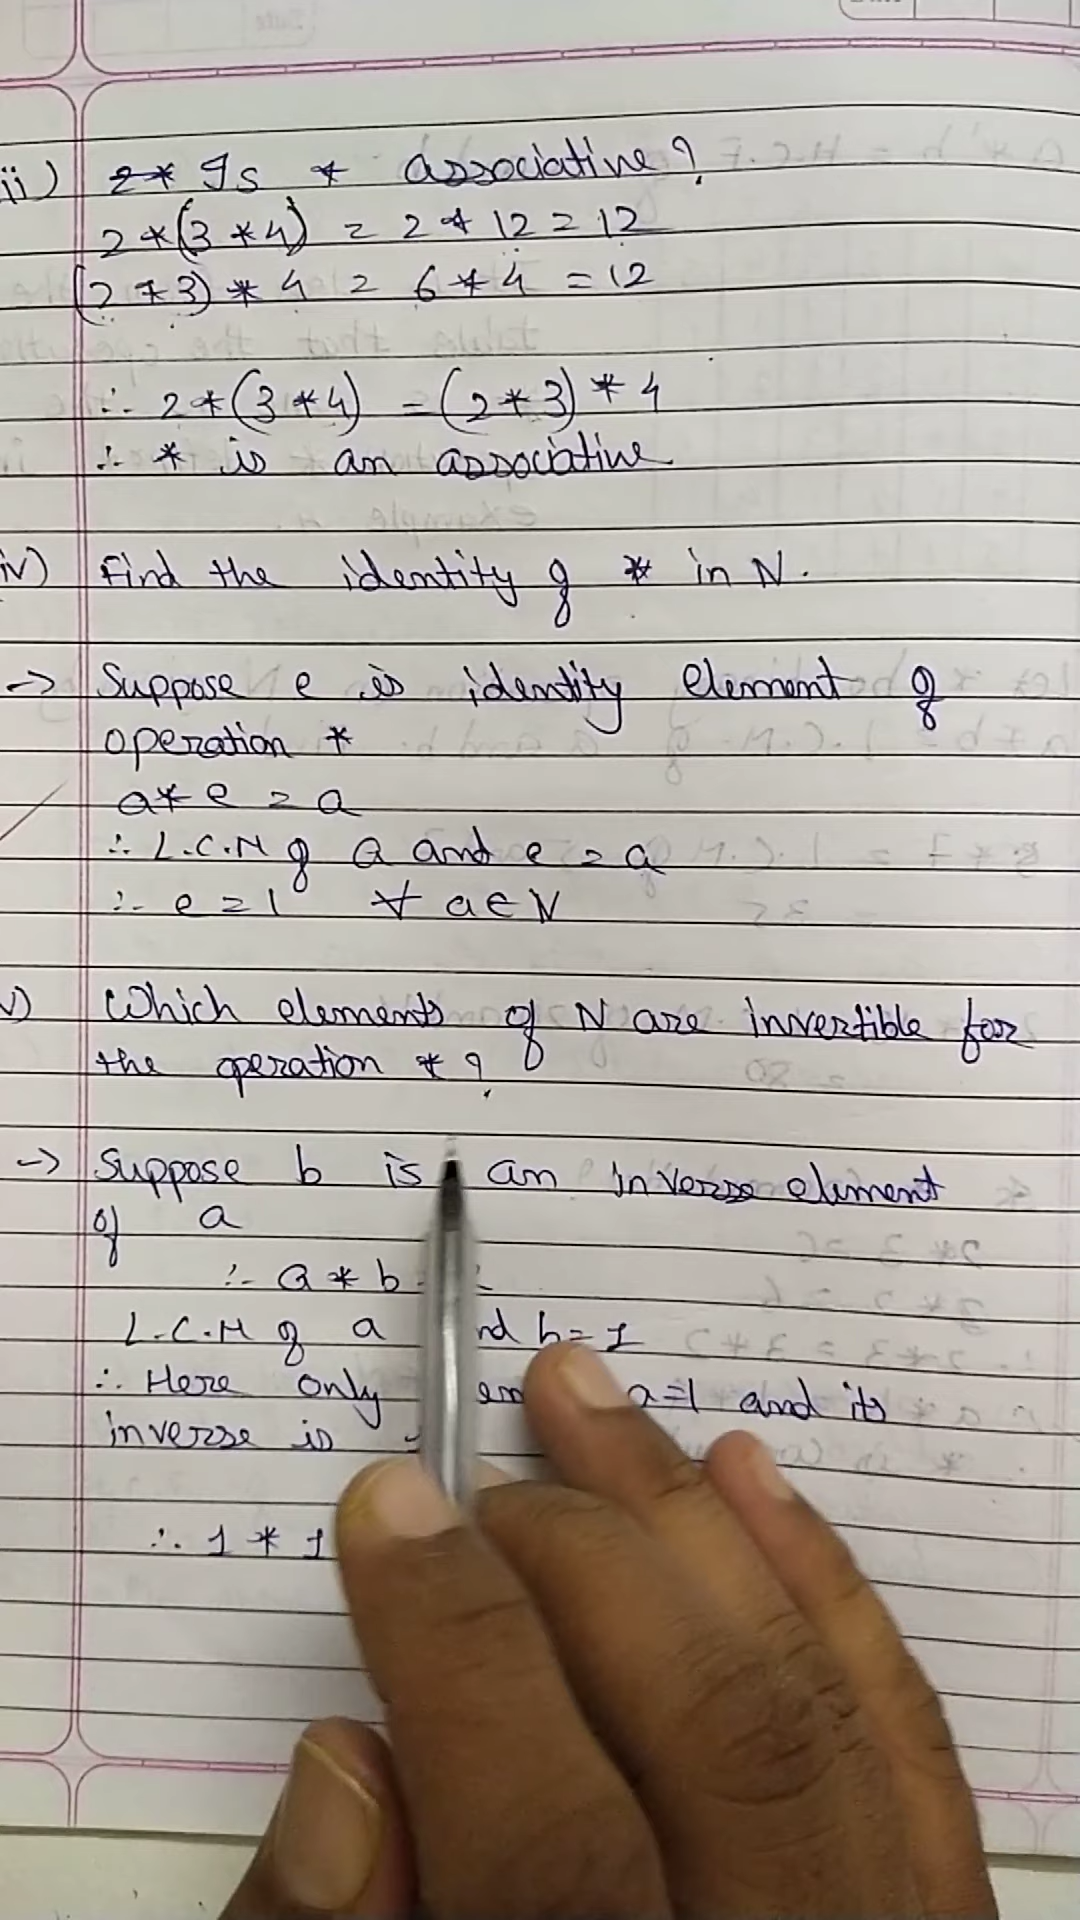 ii) Is * associative?
2*(3*4) = 2*12 = 12
(2*3)*4 = 6*4 = 12
∴ 2*(3*4) = (2*3)*4
∴ * is an associative
iv) Find the identity of * in N.
-> Suppose e is identity element of
operation *
a*e = a
∴ L.C.M of a and e = a
∴ e = 1 ∀ a∈N
v) Which elements of N are invertible for
the operation *?
-> Suppose b is an inverse element
of a
∴ a*b
L.C.M of a b=1
∴ Here only a=1 and its
inverse is
∴ 1 * 1